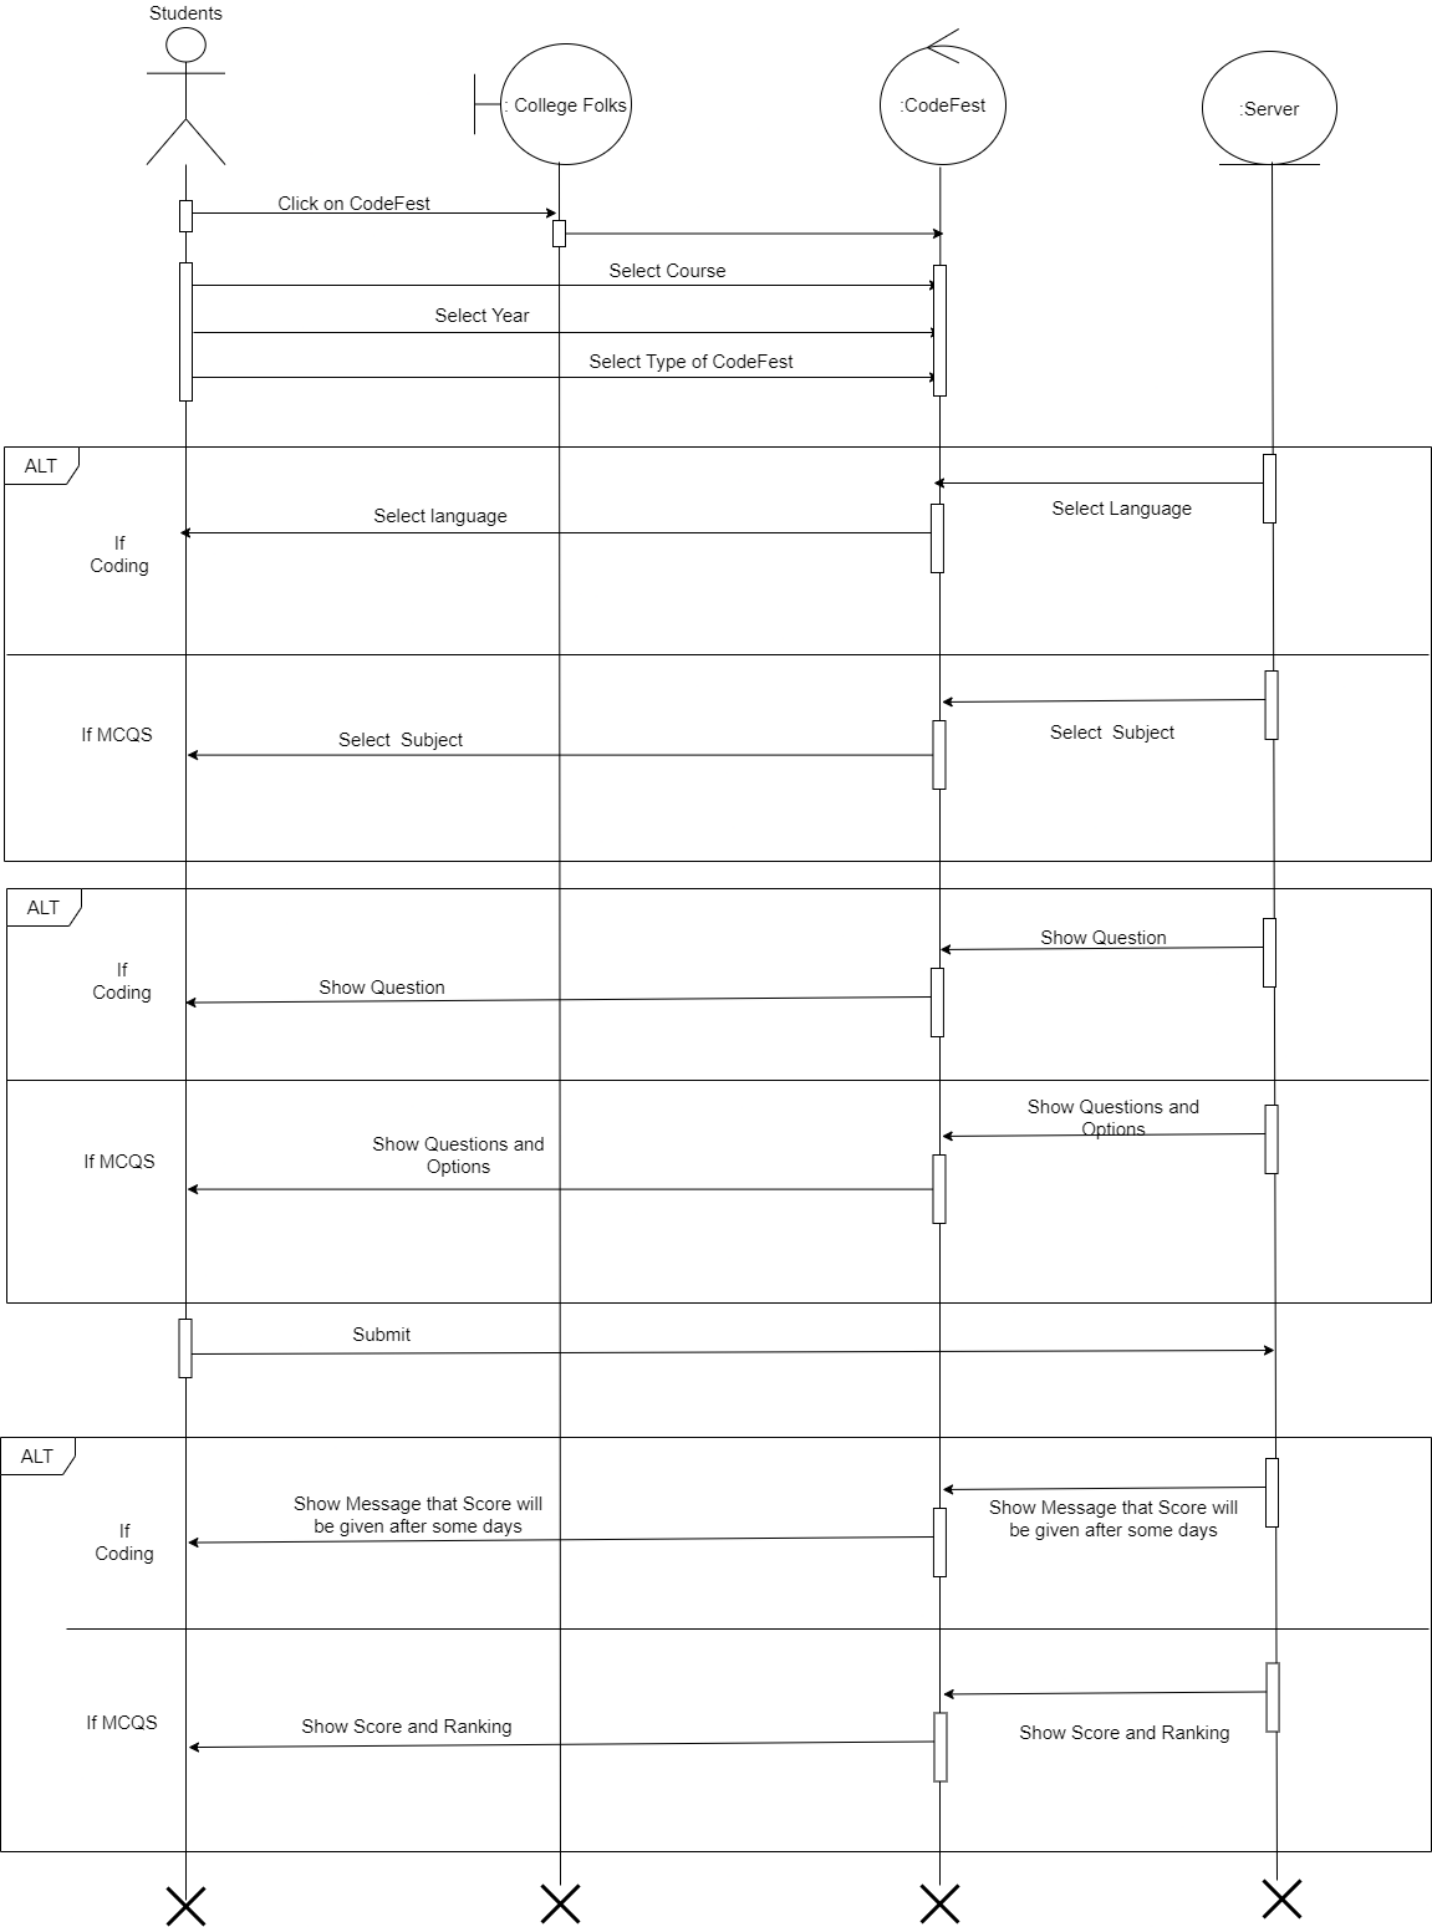 Students
: College Folks
:CodeFest
:Server
Click on CodeFest
Select Course
Select Year
Select Type of CodeFest
ALT
Select Language
Select language
If
Coding
If MCQS
Select  Subject
Select  Subject
ALT
Show Question
If
Coding
Show Question
Show Questions and
Options
If MCQS
Show Questions and
Options
Submit
ALT
Show Message that Score will
be given after some days
Show Message that Score will
be given after some days
If
Coding
If MCQS
Show Score and Ranking
Show Score and Ranking